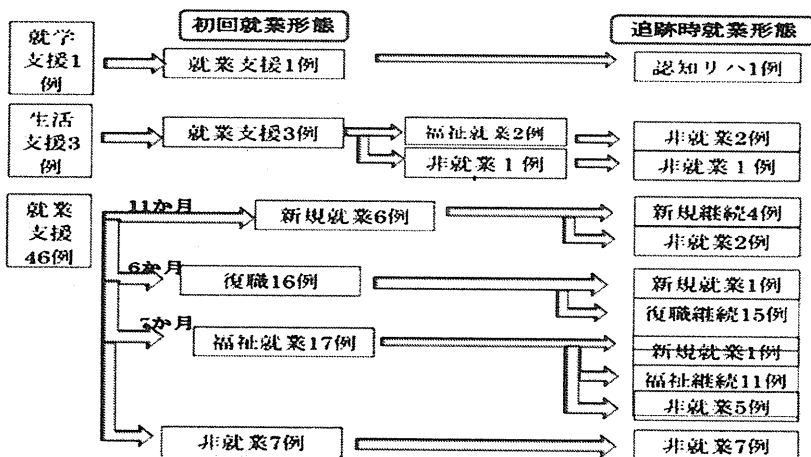 初回就業形態
追跡時就業形態
就学
支援1
例
就業支援1例
認知リハ1例
生活
支援3
例
就業支援3例
福祉就業2例
非就業1例
非就業2例
非就業1例
就業
支援
46例
11か月
新規就業6例
新規継続4例
非就業2例
6か月
復職16例
新規就業1例
復職継続15例
7か月
福祉就業17例
新規就業1例
福祉継続11例
非就業5例
非就業7例
非就業7例